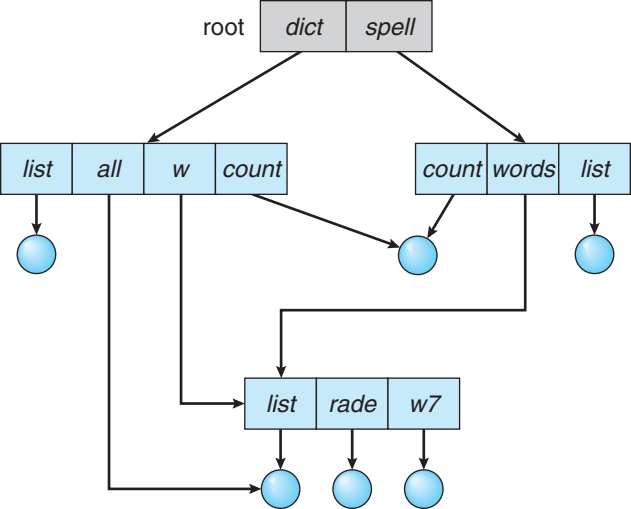 root dict spell
list all w count
count words list
list rade w7